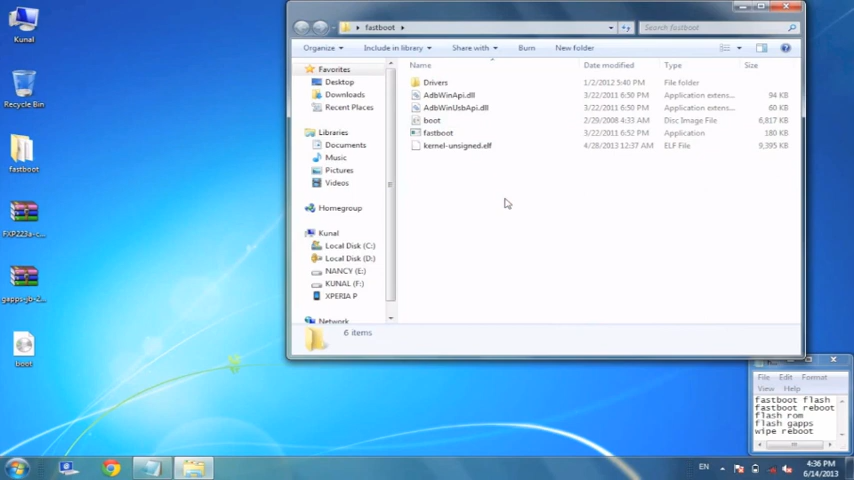 Kunal
Recycle Bin
fastboot
FXP223a-c...
gapps-jb-2...
boot
fastboot
Search fastboot
Organize
Include in library
Share with
Burn
New folder
Name
Date modified
Type
Size
Favorites
Desktop
Downloads
Recent Places
Libraries
Documents
Music
Pictures
Videos
Homegroup
Kunal
Local Disk (C:)
Local Disk (D:)
NANCY (E:)
KUNAL (F:)
XPERIA P
Network
Drivers 1/2/2012 5:40 PM File folder
AdbWinApi.dll 3/22/2011 6:50 PM Application extens... 94 KB
AdbWinUsbApi.dll 3/22/2011 6:50 PM Application extens... 60 KB
boot 2/29/2008 4:33 AM Disc Image File 6,817 KB
fastboot 3/22/2011 6:52 PM Application 180 KB
kernel-unsigned.elf 4/28/2013 12:37 AM ELF File 9,395 KB
6 items
File Edit Format
View Help
fastboot flash
fastboot reboot
flash rom
flash gapps
wipe reboot
EN
4:36 PM
6/14/2013